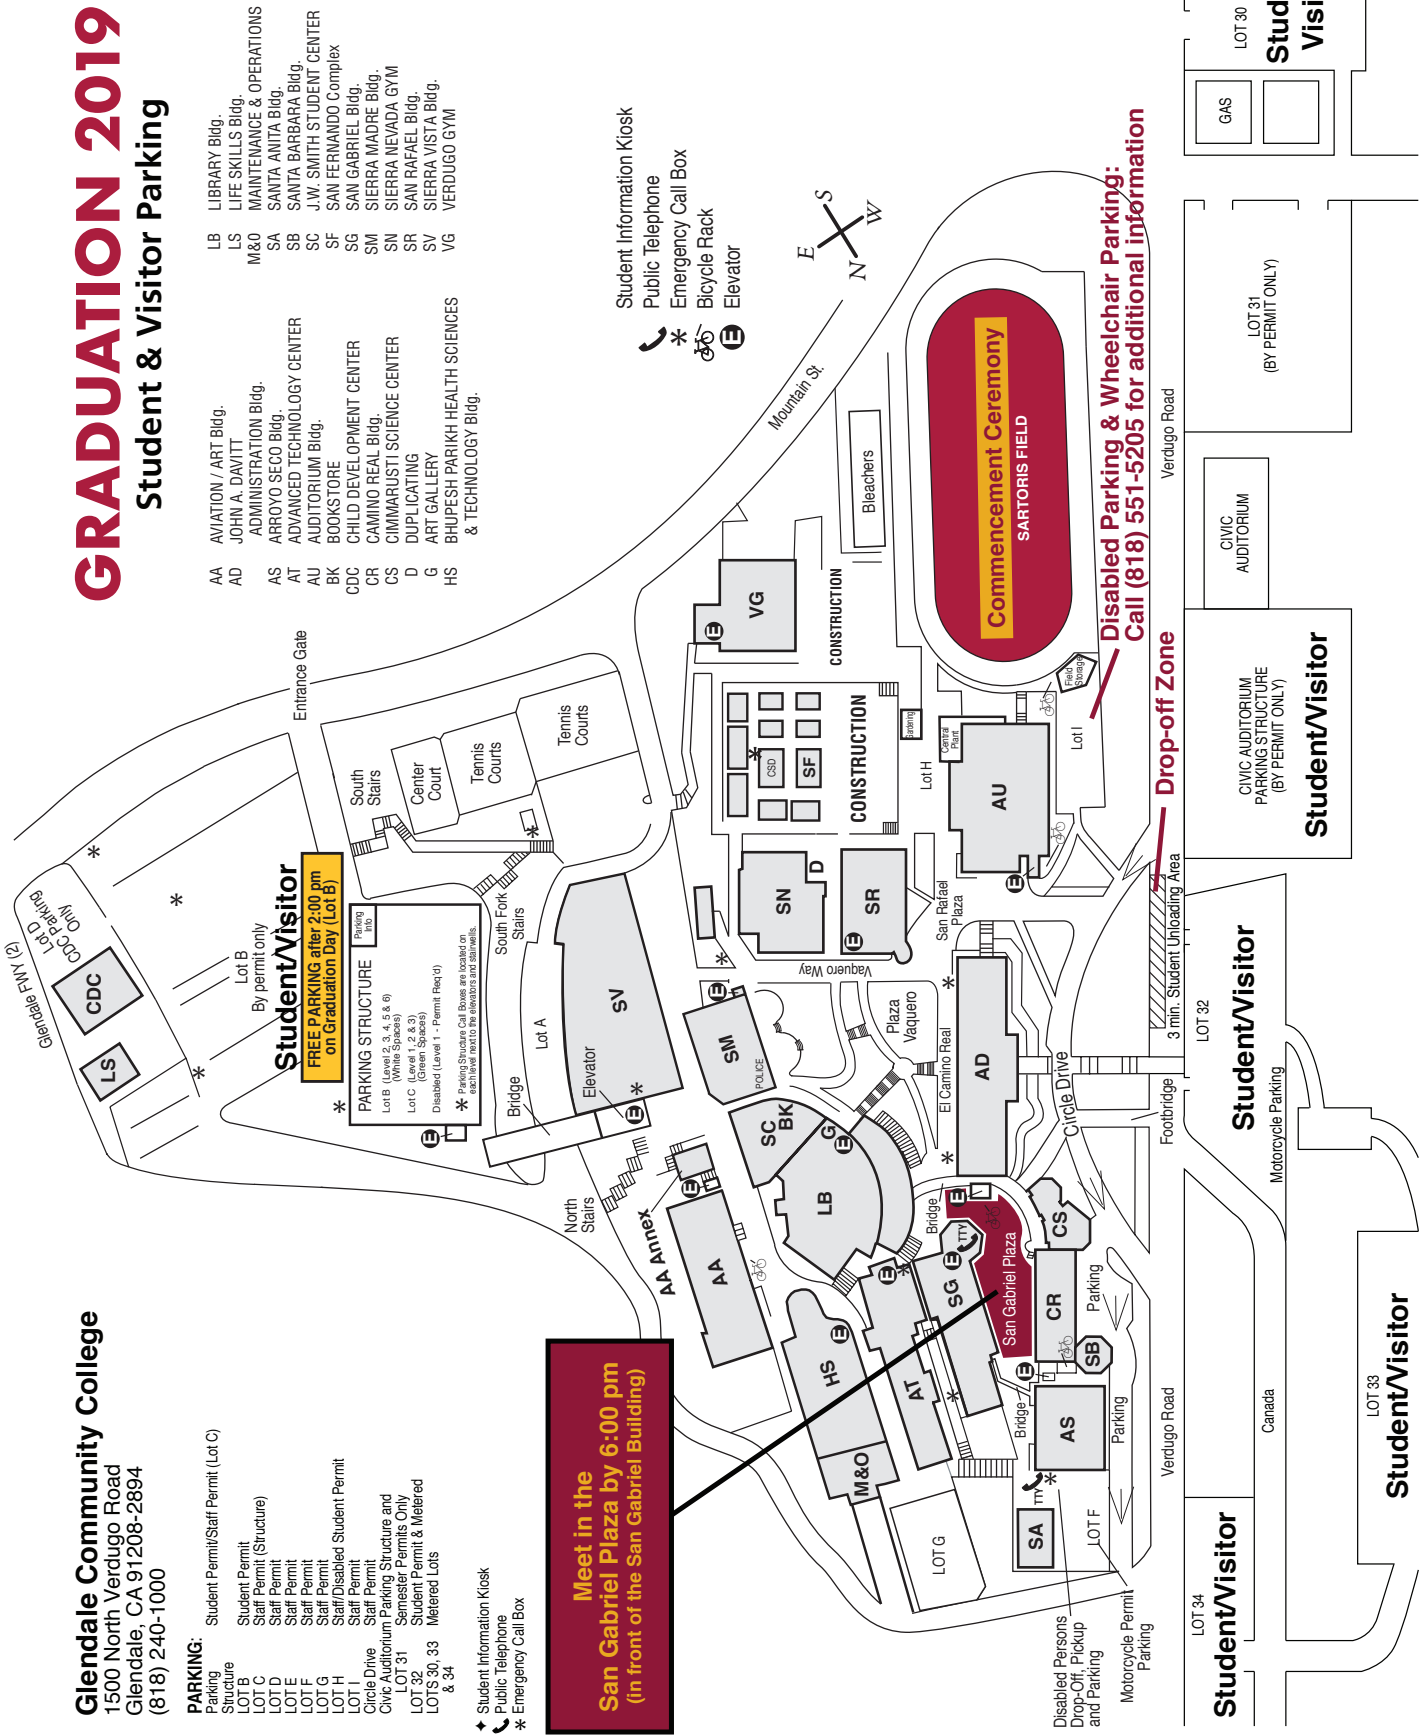 GRADUATION 2019
Student & Visitor Parking
Glendale Community College
1500 North Verdugo Road
Glendale, CA 91208-2894
(818) 240-1000
PARKING:
Parking Structure Student Permit/Staff Permit (Lot C)
LOT B Student Permit
LOT C Staff Permit (Structure)
LOT D Staff Permit
LOT E Staff Permit
LOT F Staff Permit
LOT G Staff Permit
LOT H Staff/Disabled Student Permit
LOT I Staff Permit
Circle Drive Staff Permit
Civic Auditorium Parking Structure and
LOT 31 Semester Permits Only
LOT 32 Student Permit & Metered
LOTS 30, 33 & 34 Metered Lots
Student Information Kiosk
Public Telephone
* Emergency Call Box
AA AVIATION / ART Bldg.
AD JOHN A. DAVITT
ADMINISTRATION Bldg.
AS ARROYO SECO Bldg.
AT ADVANCED TECHNOLOGY CENTER
AU AUDITORIUM Bldg.
BK BOOKSTORE
CDC CHILD DEVELOPMENT CENTER
CR CAMINO REAL Bldg.
CS CIMMARUSTI SCIENCE CENTER
D DUPLICATING
G ART GALLERY
HS BHUPESH PARIKH HEALTH SCIENCES
& TECHNOLOGY Bldg.
LB LIBRARY Bldg.
LS LIFE SKILLS Bldg.
M&O MAINTENANCE & OPERATIONS
SA SANTA ANITA Bldg.
SB SANTA BARBARA Bldg.
SC J.W. SMITH STUDENT CENTER
SF SAN FERNANDO Complex
SG SAN GABRIEL Bldg.
SM SIERRA MADRE Bldg.
SN SIERRA NEVADA GYM
SR SAN RAFAEL Bldg.
SV SIERRA VISTA Bldg.
VG VERDUGO GYM
Student Information Kiosk
Public Telephone
* Emergency Call Box
Bicycle Rack
E Elevator
E
S
N
W
Glendale FWY (2)
Lot D
CDC Parking
Only
CDC
LS
Lot B
By permit only
Student/Visitor
FREE PARKING after 2:00 pm
on Graduation Day (Lot B)
Entrance Gate
PARKING STRUCTURE
Parking
Info
Lot B (Level 2, 3, 4, 5 & 6)
(White Spaces)
Lot C (Level 1, 2 & 3)
(Green Spaces)
Disabled (Level 1 - Permit Req'd)
* Parking Structure Call Boxes are located on
each level next to the elevators and stairwells.
E
South
Stairs
Center
Court
Tennis
Courts
Tennis
Courts
South Fork
Stairs
Lot A
Bridge
Elevator
E
SV
North
Stairs
Mountain St.
AA Annex
E
AA
SM
POLICE
E
SC
BK
G
E
LB
HS
E
M&O
AT
E
SG
E
TTY
Bridge
E
San Gabriel Plaza
Meet in the
San Gabriel Plaza by 6:00 pm
(in front of the San Gabriel Building)
VG
E
Bleachers
CONSTRUCTION
CONSTRUCTION
CONSTRUCTION
CSD
SF
SN
D
SR
E
Gardening
Lot H
Central
Plant
AU
E
San Rafael
Plaza
Vaquero Way
Plaza
Vaquero
El Camino Real
AD
Circle Drive
Commencement Ceremony
SARTORIS FIELD
Field
Storage
Lot I
Disabled Parking & Wheelchair Parking:
Call (818) 551-5205 for additional information
Drop-off Zone
3 min. Student Unloading Area
Footbridge
CS
CR
Parking
SB
E
Bridge
AS
Parking
TTY
SA
LOT F
LOT G
Disabled Persons
Drop-Off, Pickup
and Parking
Motorcycle Permit
Parking
Verdugo Road
Verdugo Road
LOT 30
Stud
Visi
GAS
LOT 31
(BY PERMIT ONLY)
CIVIC
AUDITORIUM
CIVIC AUDITORIUM
PARKING STRUCTURE
(BY PERMIT ONLY)
Student/Visitor
LOT 32
Student/Visitor
Motorcycle Parking
Canada
LOT 33
Student/Visitor
LOT 34
Student/Visitor